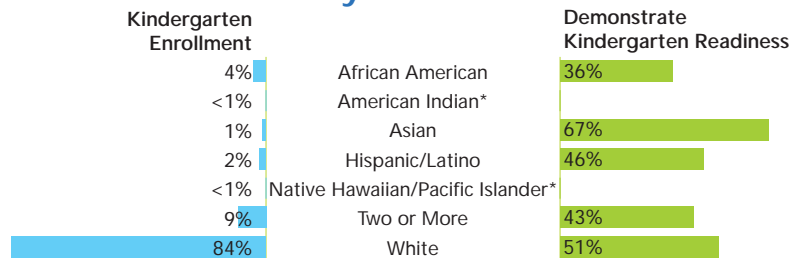 Kindergarten
Enrollment
Demonstrate
Kindergarten Readiness
4% African American 36%
<1% American Indian*
1% Asian 67%
2% Hispanic/Latino 46%
<1% Native Hawaiian/Pacific Islander*
9% Two or More 43%
84% White 51%